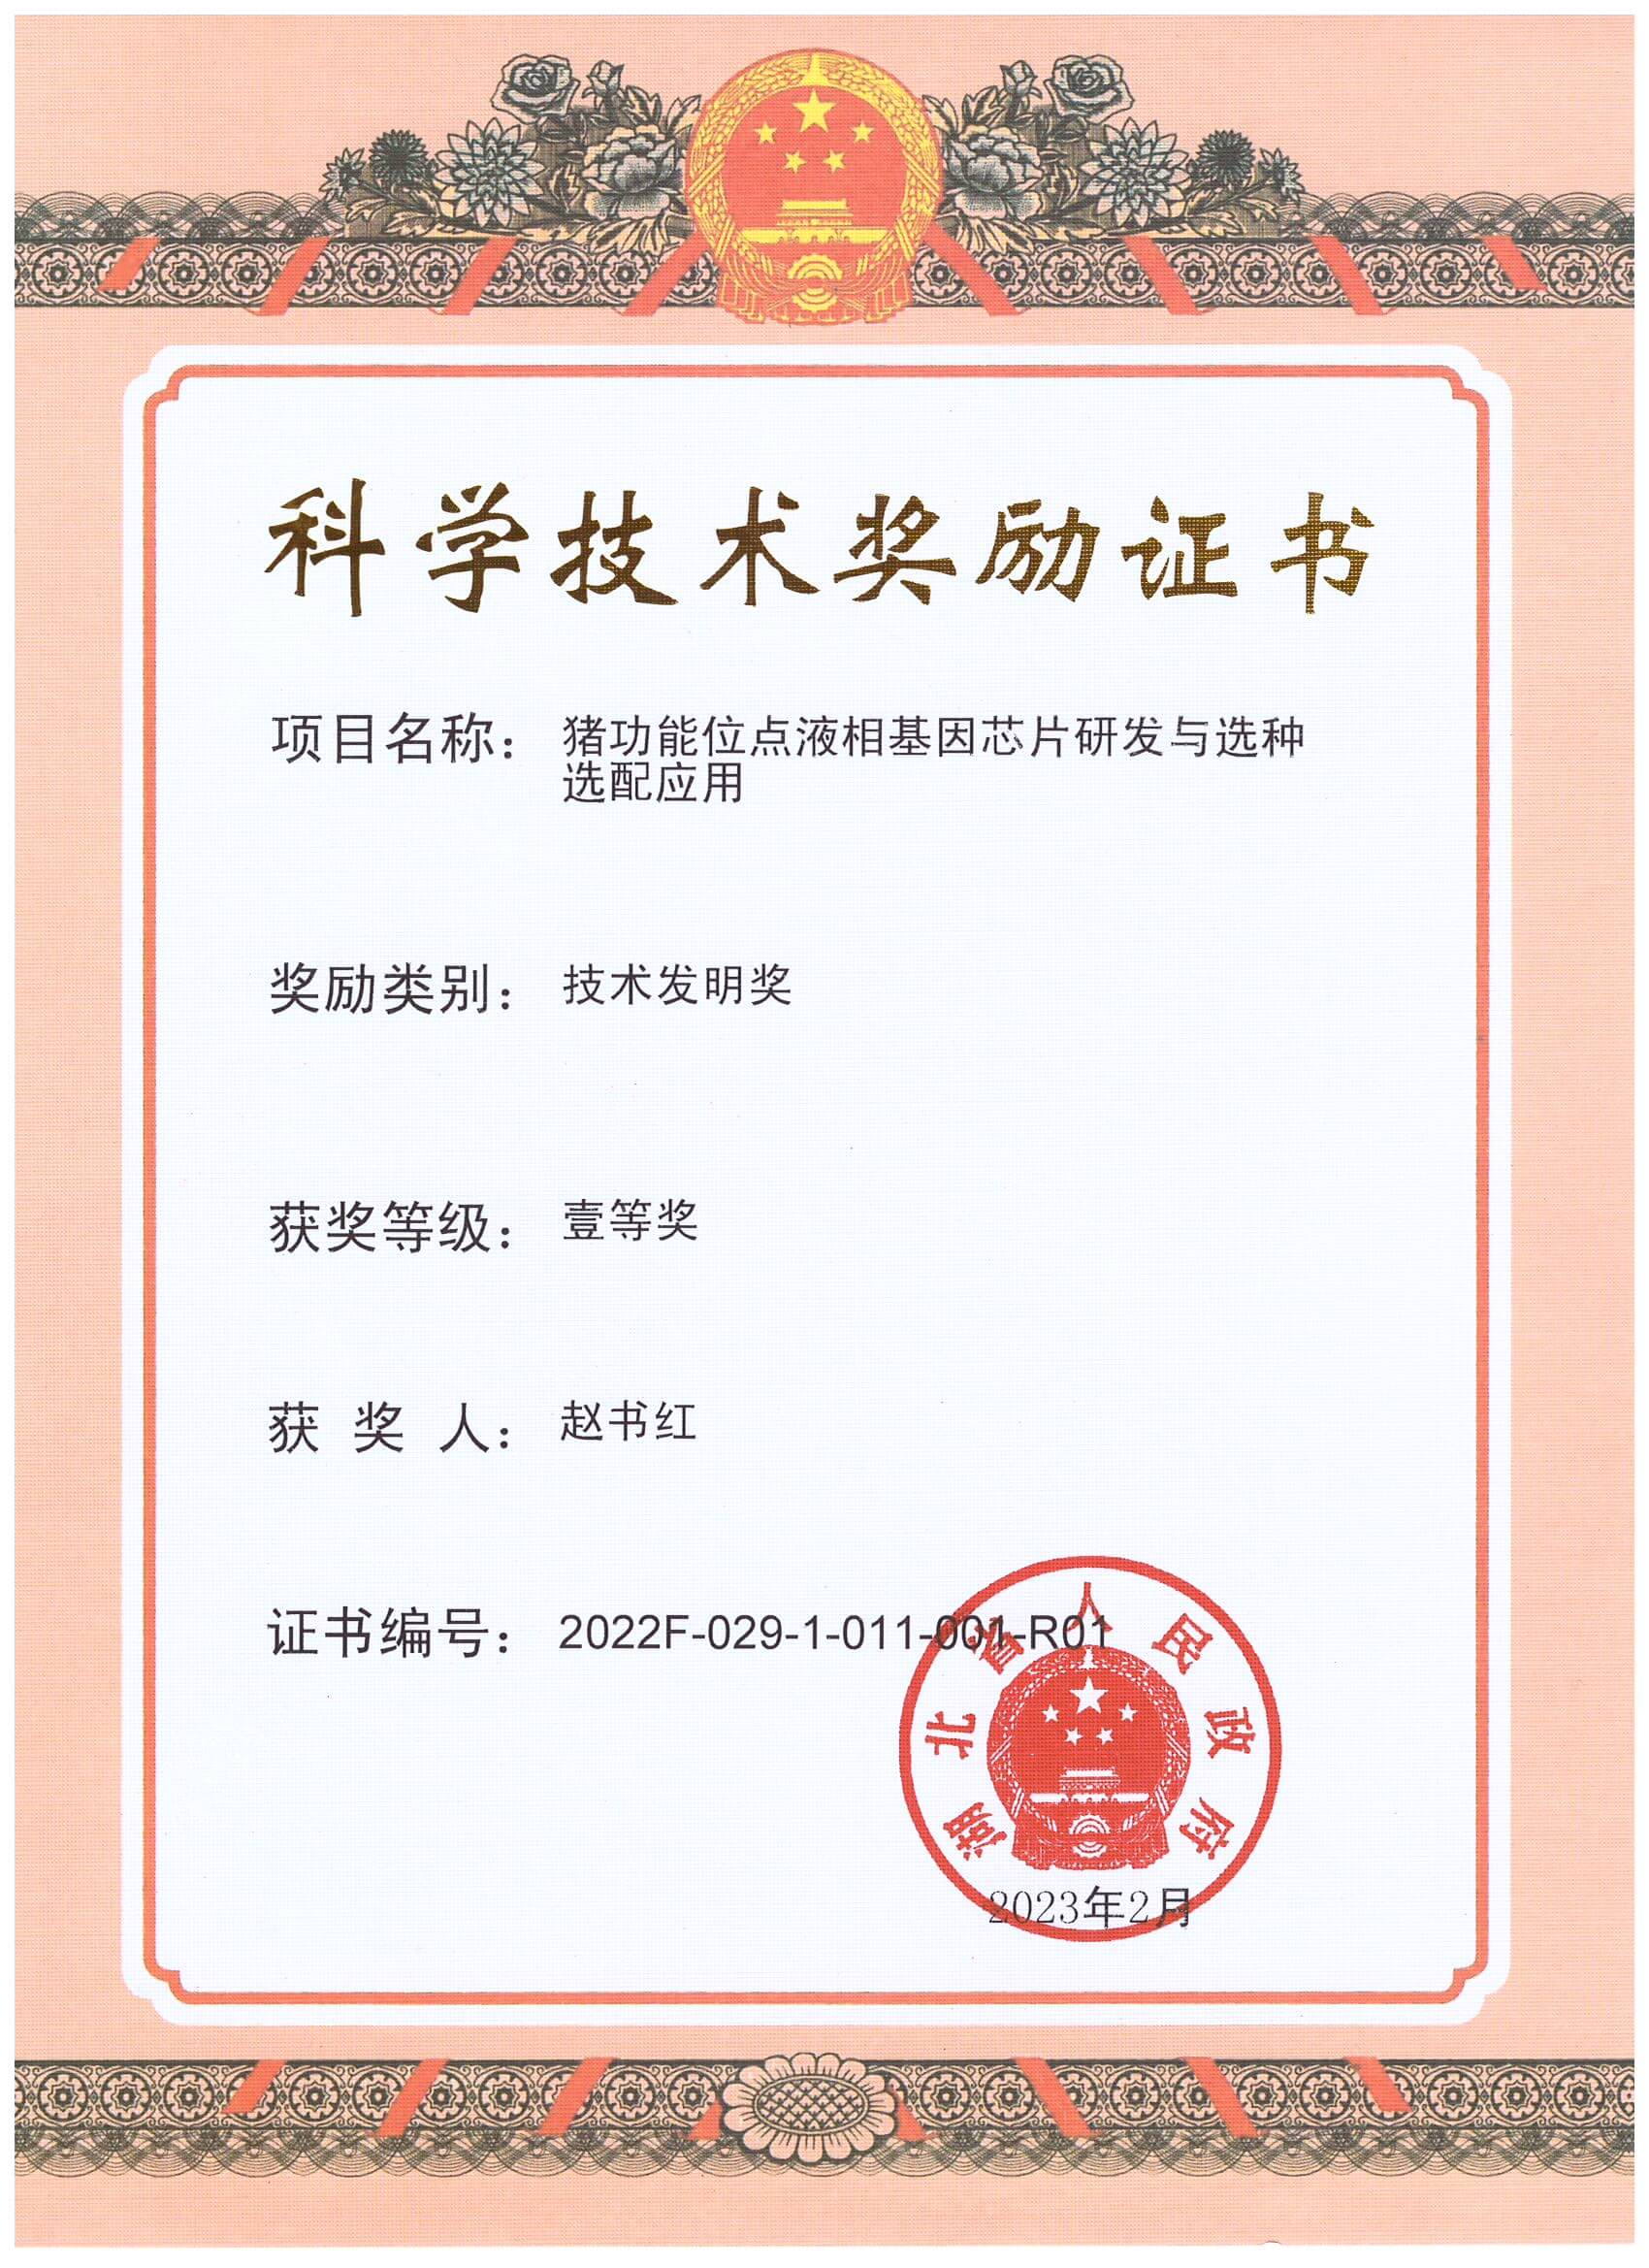 科学技术奖励证书
项目名称： 猪功能位点液相基因芯片研发与选种
选配应用
奖励类别： 技术发明奖
获奖等级： 壹等奖
获 奖 人： 赵书红
证书编号： 2022F-029-1-011-001-R01
湖北省人民政府
2023年2月